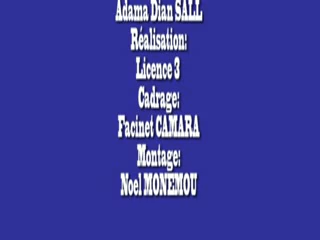 Adama Dian SALL
Réalisation:
Licence 3
Cadrage:
Facinet CAMARA
Montage:
Noel MONEMOU